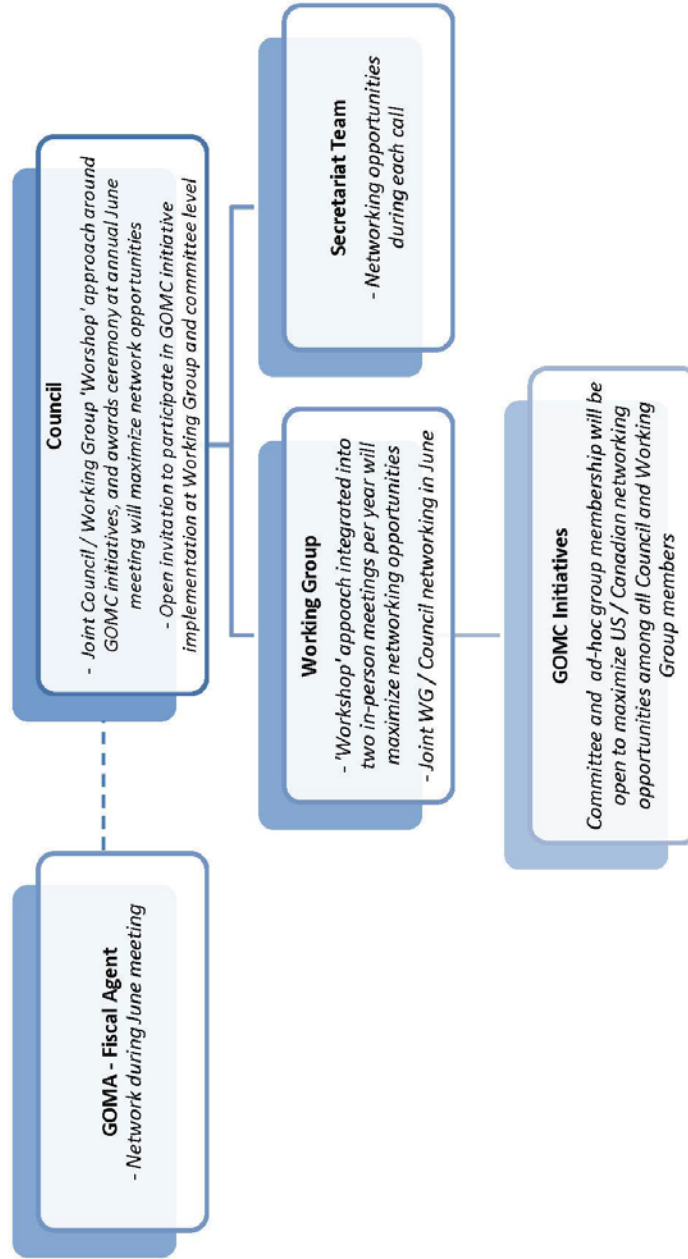 Council
- Joint Council / Working Group 'Worshop' approach around
GOMC initiatives, and awards ceremony at annual June
meeting will maximize network opportunities
- Open invitation to participate in GOMC initiative
implementation at Working Group and committee level
GOMA - Fiscal Agent
- Network during June meeting
Working Group
- 'Workshop' appoach integrated into
two in-person meetings per year will
maximize networking opportunities
- Joint WG / Council networking in June
Secretariat Team
- Networking opportunities
during each call
GOMC Initiatives
Committee and ad-hoc group membership will be
open to maximize US / Canadian networking
opportunities among all Council and Working
Group members